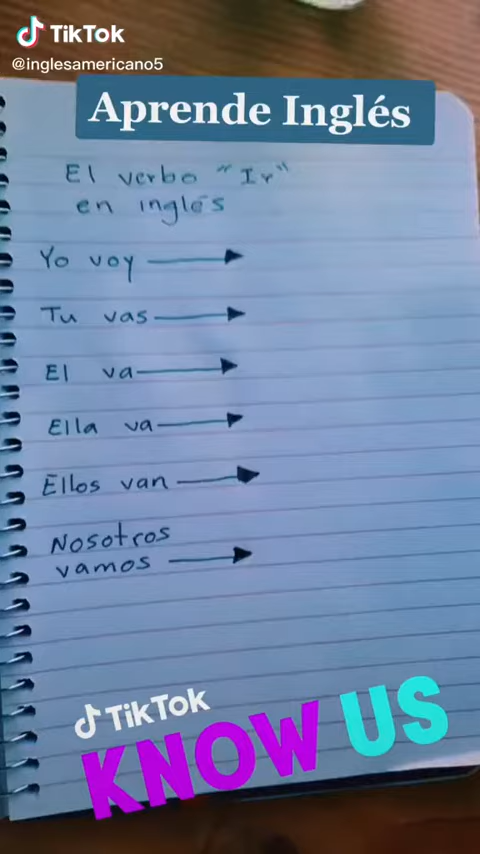 TikTok
@inglesamericano5
Aprende Inglés
El verbo "Ir"
en inglés
Yo voy
Tu vas
El va
Ella va
Ellos van
Nosotros
vamos
TikTok
KNOW US